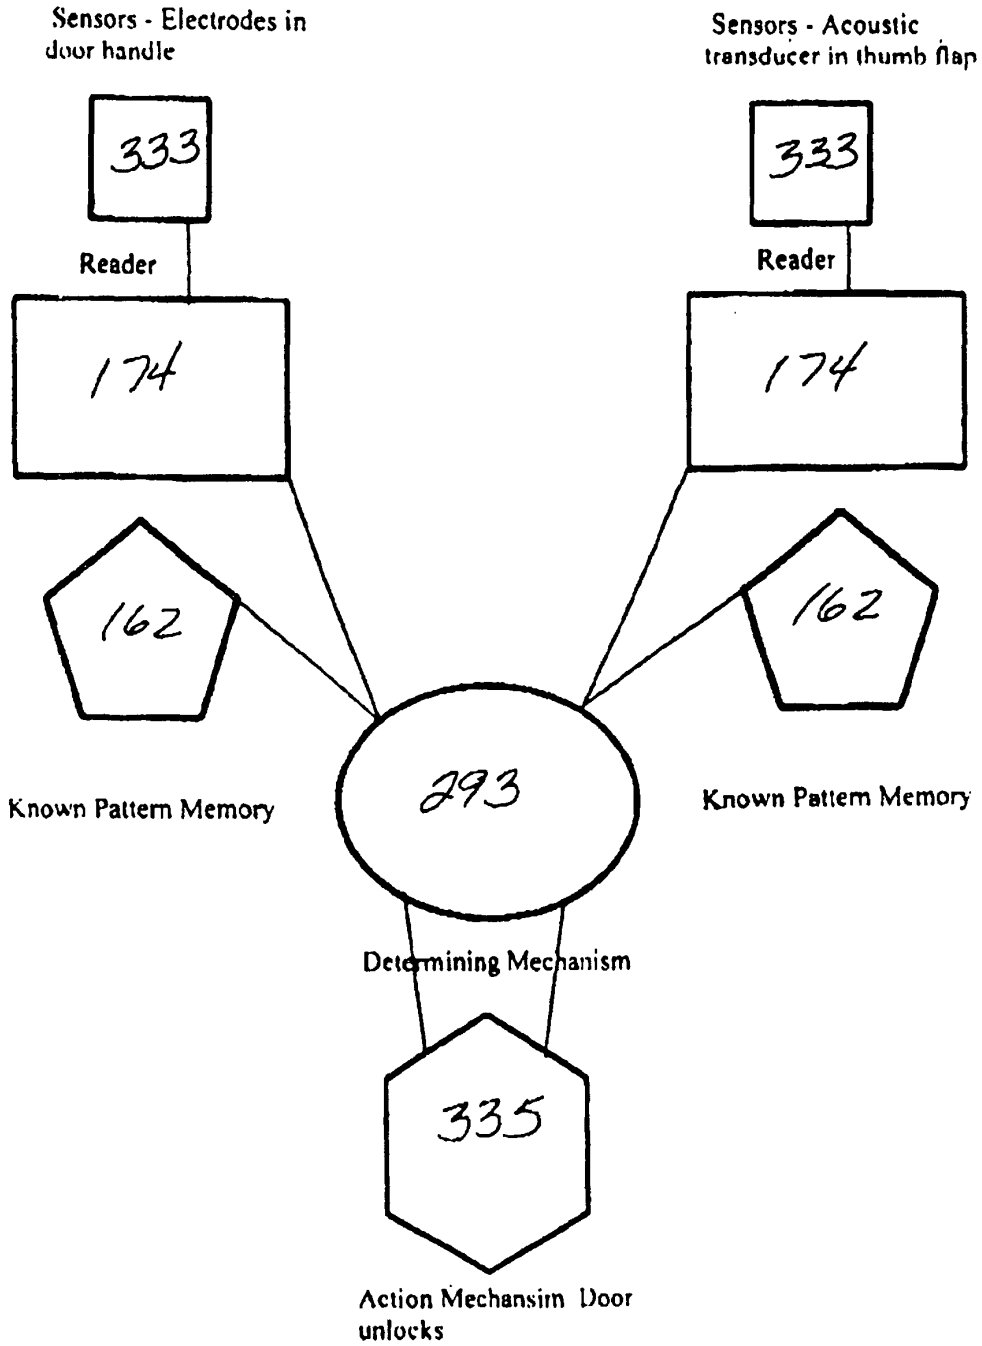 Sensors - Electrodes in
door handle
Sensors - Acoustic
transducer in thumb flap
333
333
Reader
Reader
174
174
162
162
293
Known Pattern Memory
Known Pattern Memory
Determining Mechanism
335
Action Mechansim Door
unlocks